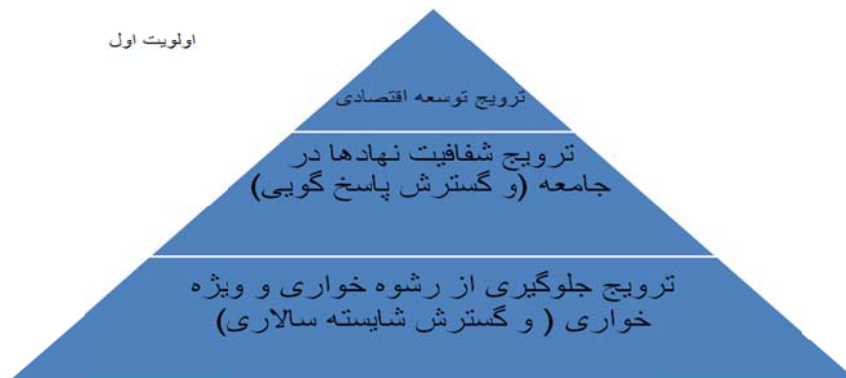 اولویت اول
ترویج توسعه اقتصادی
ترویج شفافیت نهادها در
جامعه (و گسترش پاسخ گویی)
ترویج جلوگیری از رشوه خواری و ویژه
خواری ( و گسترش شایسته سالاری)